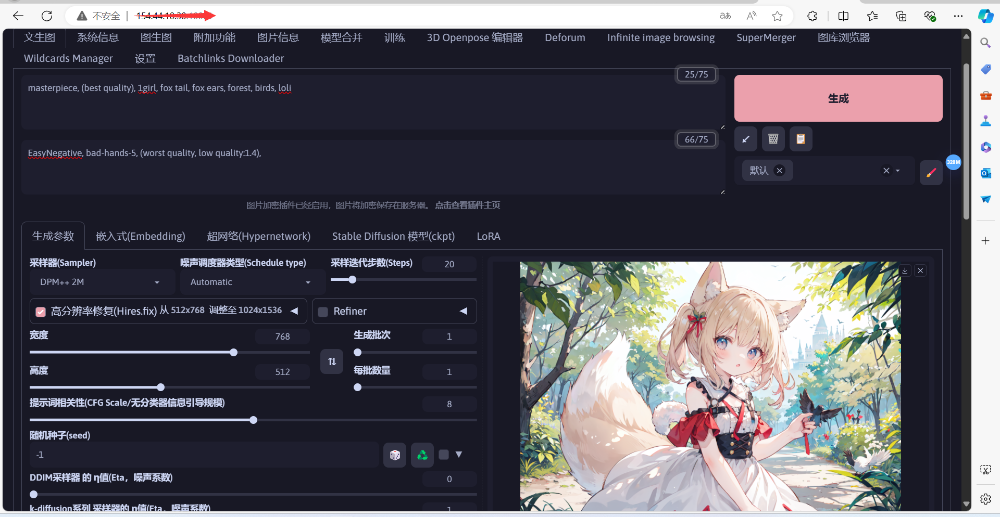 不安全
文生图 系统信息 图生图 附加功能 图片信息 模型合并 训练 3D Openpose 编辑器 Deforum Infinite image browsing SuperMerger 图库浏览器
Wildcards Manager 设置 Batchlinks Downloader
25/75
masterpiece, (best quality), 1girl, fox tail, fox ears, forest, birds, loli
生成
66/75
EasyNegative, bad-hands-5, (worst quality, low quality:1.4),
默认
328M
图片加密插件已经启用，图片将加密保存在服务器。 点击查看插件主页
生成参数 嵌入式(Embedding) 超网络(Hypernetwork) Stable Diffusion 模型(ckpt) LoRA
采样器(Sampler) 噪声调度器类型(Schedule type) 采样迭代步数(Steps) 20
DPM++ 2M Automatic
高分辨率修复(Hires.fix) 从 512x768 调整至 1024x1536 Refiner
宽度 768 生成批次 1
高度 512 每批数量 1
提示词相关性(CFG Scale/无分类器信息引导规模) 8
随机种子(seed)
-1
DDIM采样器 的 η值(Eta，噪声系数) 0
k-diffusion系列 采样器的 η值(Eta，噪声系数) 1